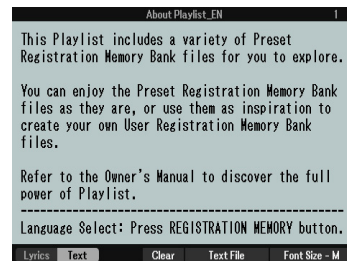 About Playlist_EN 1
This Playlist includes a variety of Preset
Registration Memory Bank files for you to explore.
You can enjoy the Preset Registration Memory Bank
files as they are, or use them as inspiration to
create your own User Registration Memory Bank
files.
Refer to the Owner's Manual to discover the full
power of Playlist.
--------------------------------------------------
Language Select: Press REGISTRATION MEMORY button.
Lyrics Text Clear Text File Font Size - M